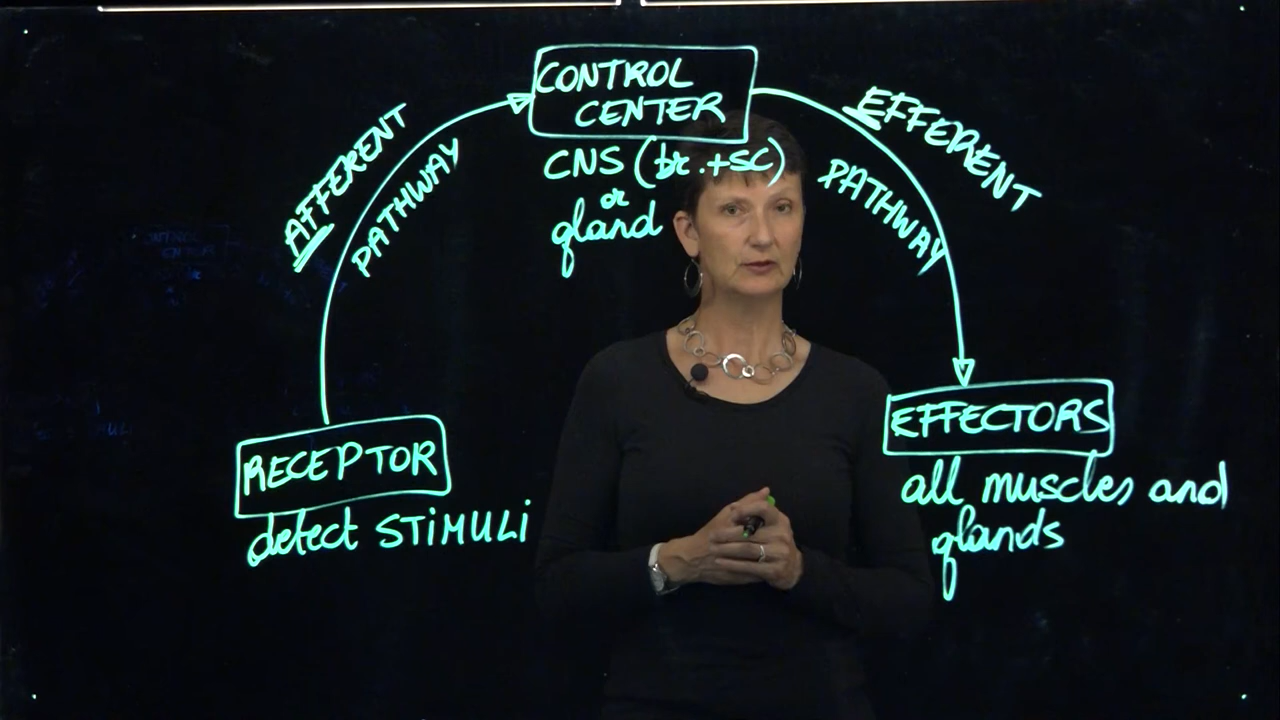 CONTROL
CENTER
CNS (br.+SC)
or
gland
AFFERENT
PATHWAY
EFFERENT
PATHWAY
RECEPTOR
detect STIMULI
EFFECTORS
all muscles and
glands